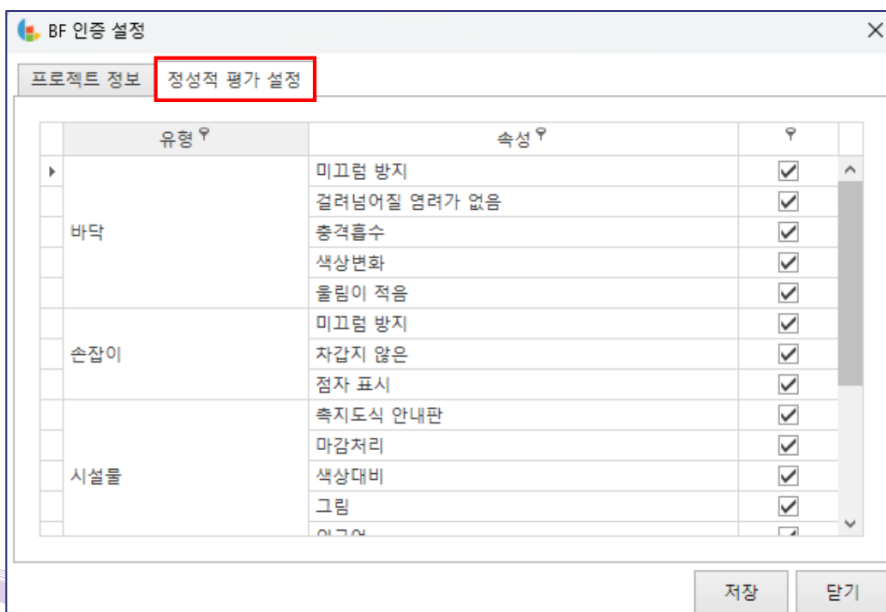 BF 인증 설정
프로젝트 정보 정성적 평가 설정
유형 속성
바닥
미끄럼 방지
걸려넘어질 염려가 없음
충격흡수
색상변화
울림이 적음
손잡이
미끄럼 방지
차갑지 않은
점자 표시
시설물
촉지도식 안내판
마감처리
색상대비
그림
저장 닫기